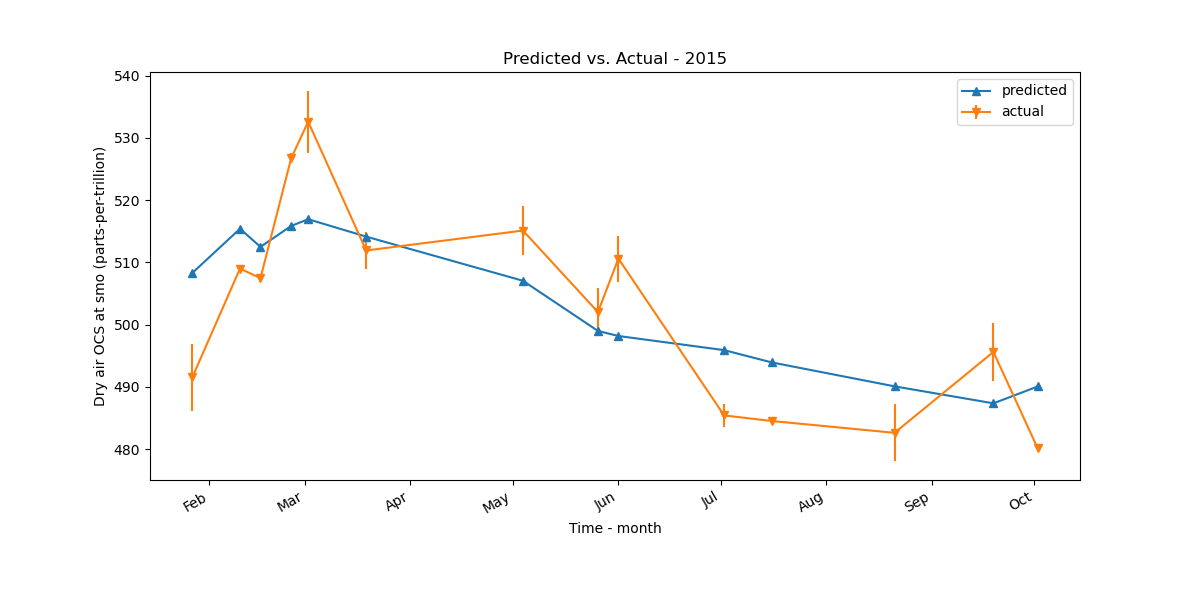 Predicted vs. Actual - 2015
540
530
520
510
500
490
480
Dry air OCS at smo (parts-per-trillion)
predicted
actual
Feb
Mar
Apr
May
Jun
Jul
Aug
Sep
Oct
Time - month